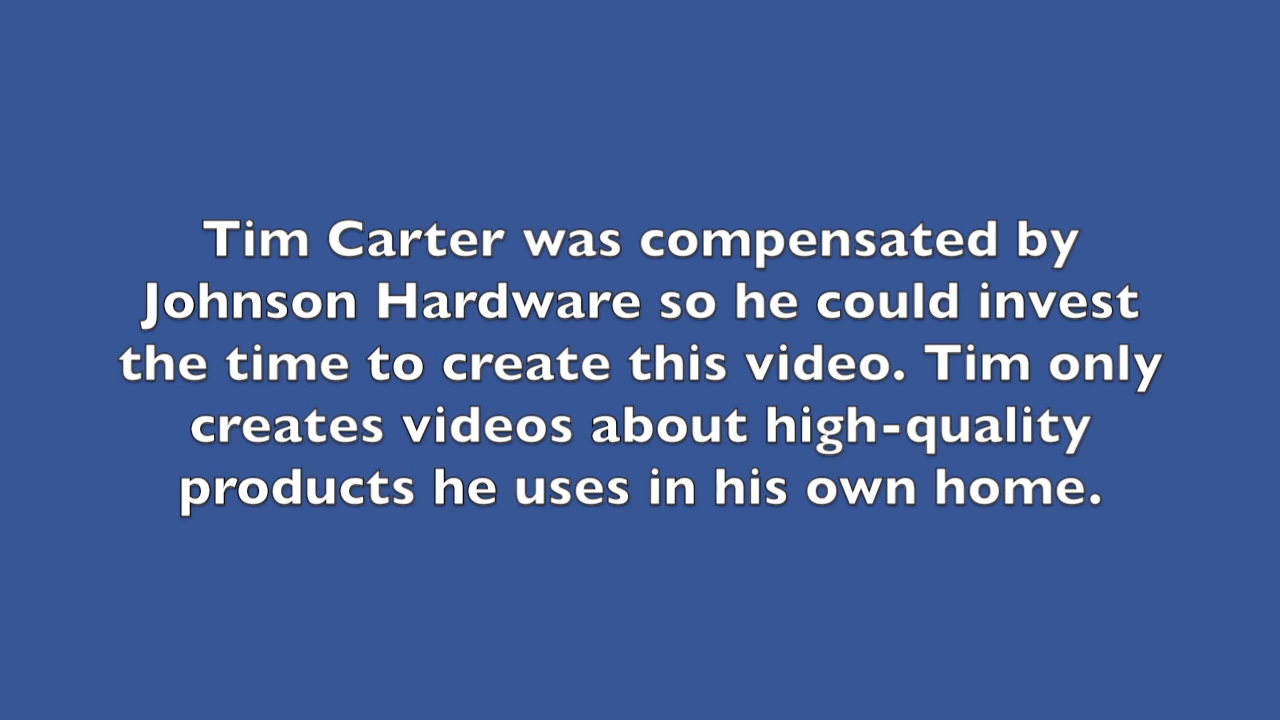 Tim Carter was compensated by
Johnson Hardware so he could invest
the time to create this video. Tim only
creates videos about high-quality
products he uses in his own home.